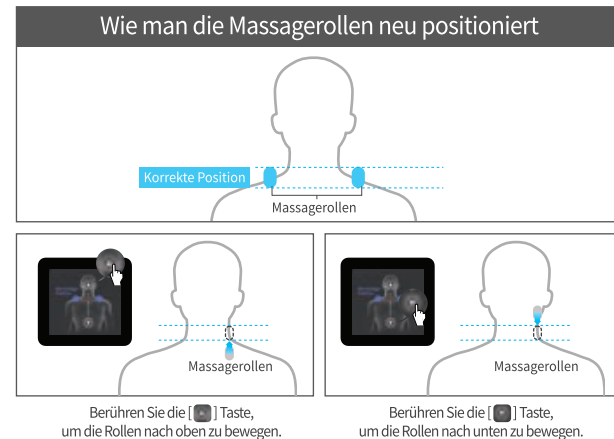 Wie man die Massagerollen neu positioniert
Korrekte Position
Massagerollen
Massagerollen
Massagerollen
Berühren Sie die [ ] Taste,
um die Rollen nach oben zu bewegen.
Berühren Sie die [ ] Taste,
um die Rollen nach unten zu bewegen.